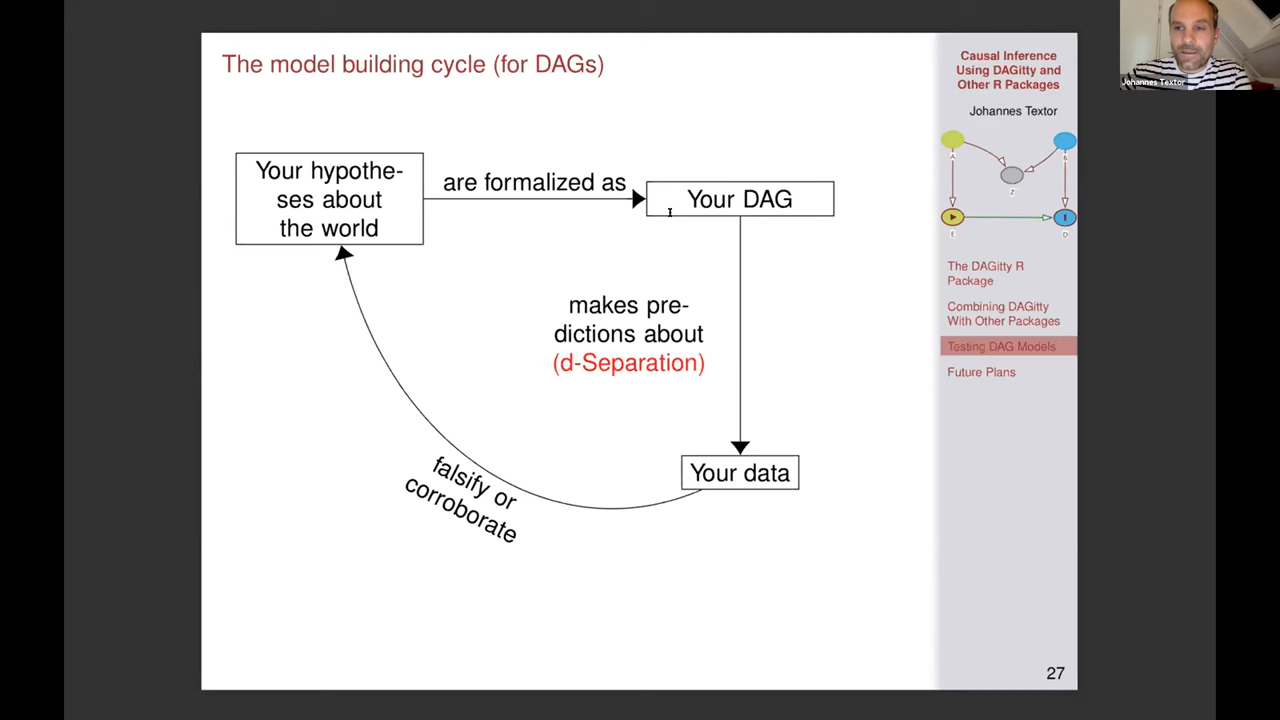 The model building cycle (for DAGs)
Your hypothe-
ses about
the world
are formalized as
Your DAG
makes pre-
dictions about
(d-Separation)
Your data
falsify or
corroborate
Causal Inference
Using DAGitty and
Other R Packages
Johannes Textor
A
B
Z
E
D
The DAGitty R
Package
Combining DAGitty
With Other Packages
Testing DAG Models
Future Plans
27
Johannes Textor